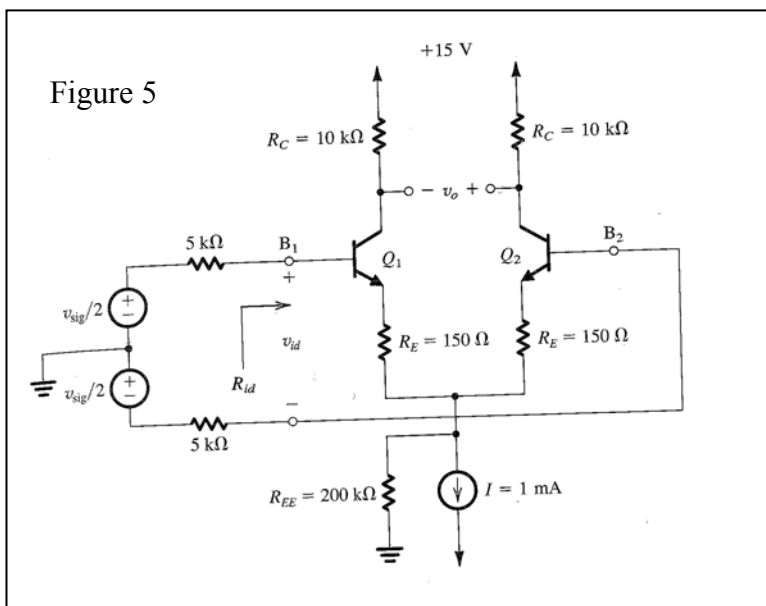 +15 V
Figure 5
R_C = 10 kΩ
R_C = 10 kΩ
− v_o +
5 kΩ
B₁
B₂
+
Q₁
Q₂
+
−
v_sig/2
R_E = 150 Ω
R_E = 150 Ω
v_id
R_id
+
−
v_sig/2
−
5 kΩ
R_EE = 200 kΩ
I = 1 mA